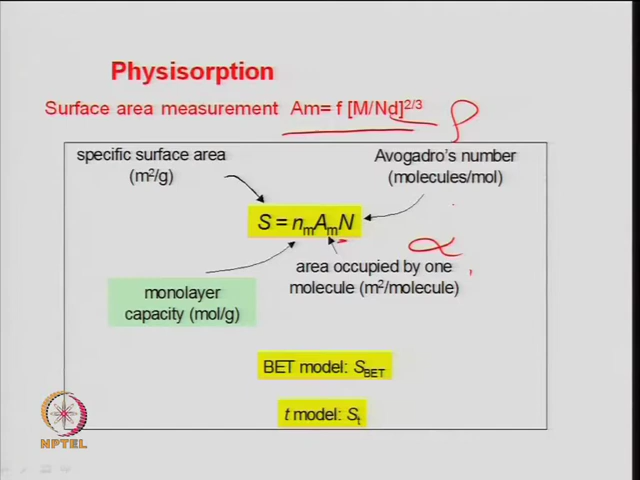 Physisorption
Surface area measurement Am= f [M/Nd]2/3 ρ
specific surface area
(m2/g)
Avogadro's number
(molecules/mol)
S = nmAmN
α
area occupied by one
molecule (m2/molecule)
monolayer
capacity (mol/g)
BET model: SBET
t model: St
NPTEL